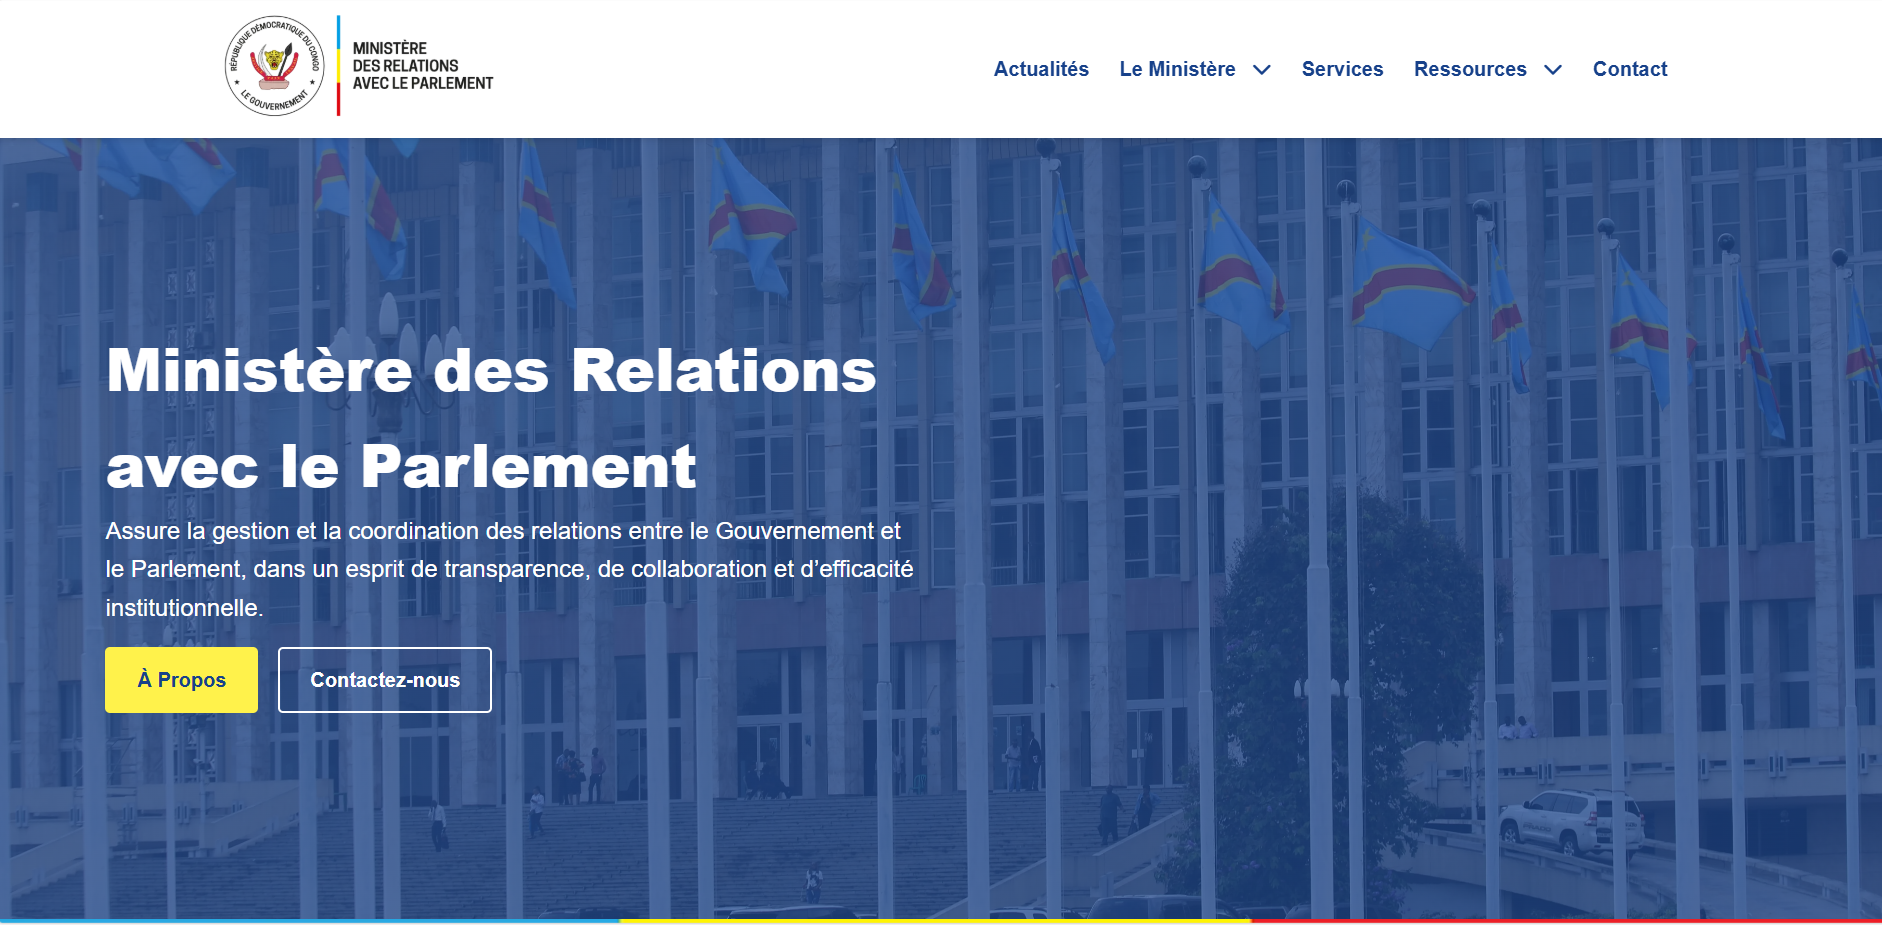 RÉPUBLIQUE DÉMOCRATIQUE DU CONGO
LE GOUVERNEMENT
MINISTÈRE
DES RELATIONS
AVEC LE PARLEMENT
Actualités Le Ministère Services Ressources Contact
Ministère des Relations
avec le Parlement
Assure la gestion et la coordination des relations entre le Gouvernement et
le Parlement, dans un esprit de transparence, de collaboration et d’efficacité
institutionnelle.
À Propos Contactez-nous